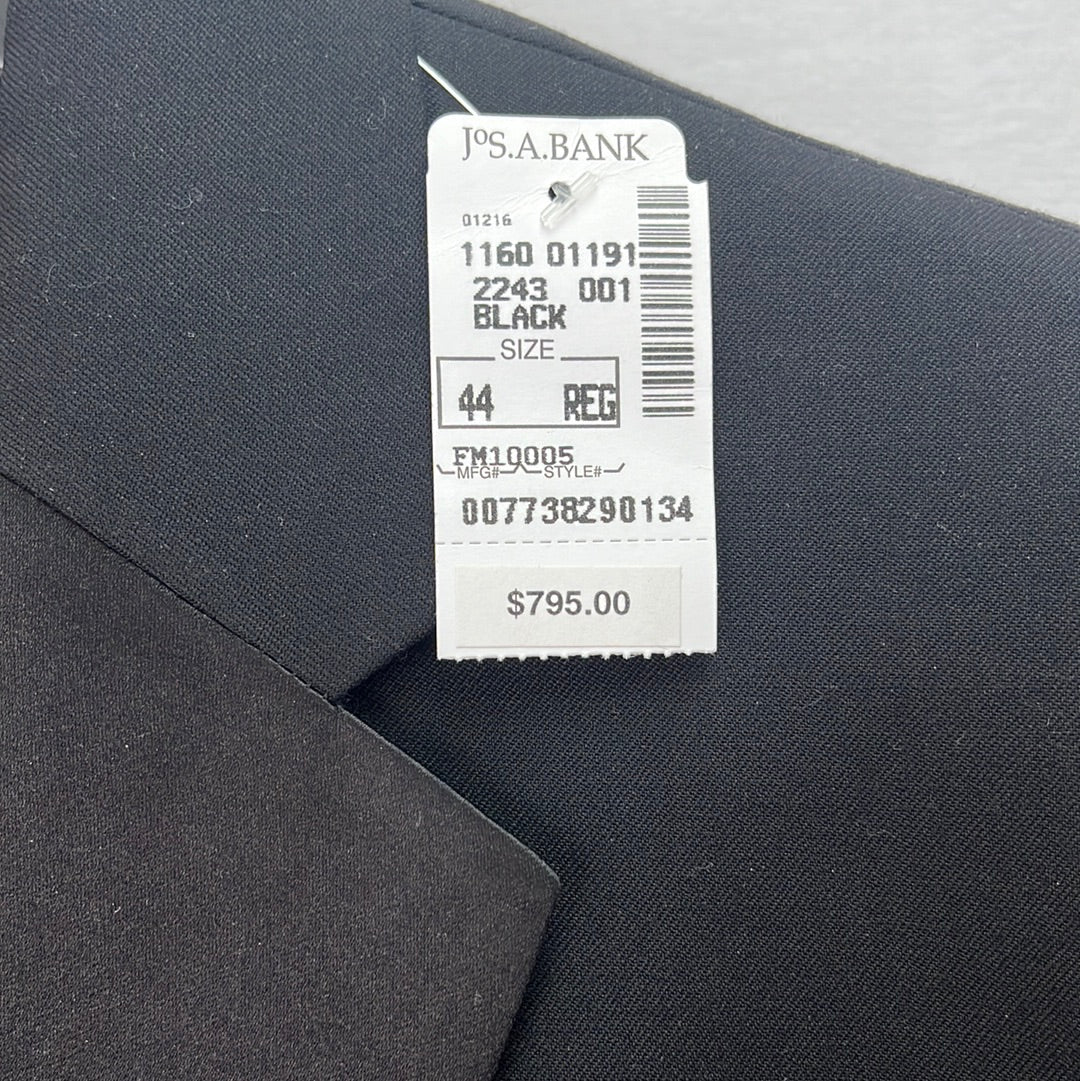 JoS.A.BANK
01216
1160 01191
2243 001
BLACK
SIZE
44 REG
FM10005
MFG# STYLE#
007738290134
$795.00